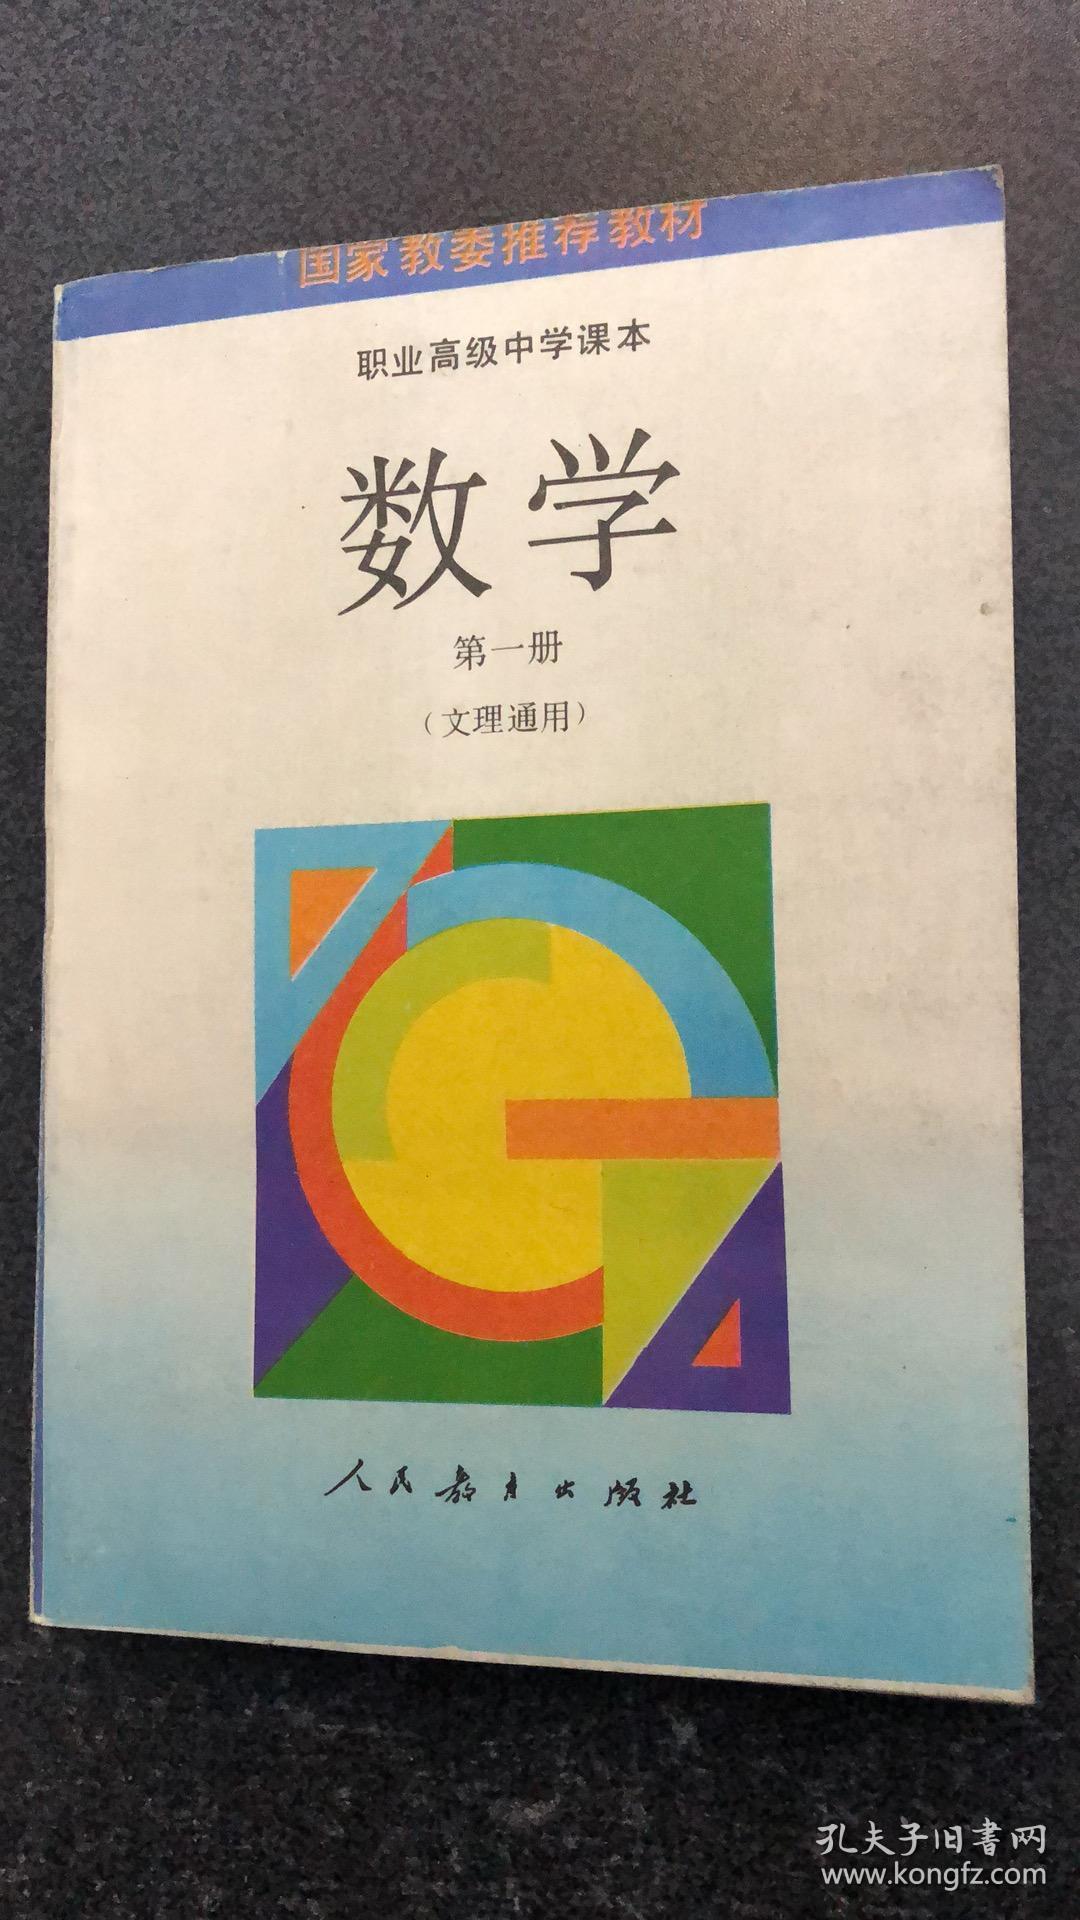 国家教委推荐教材
职业高级中学课本
数学
第一册
（文理通用）
人民教育出版社
孔夫子旧書网
www.kongfz.com